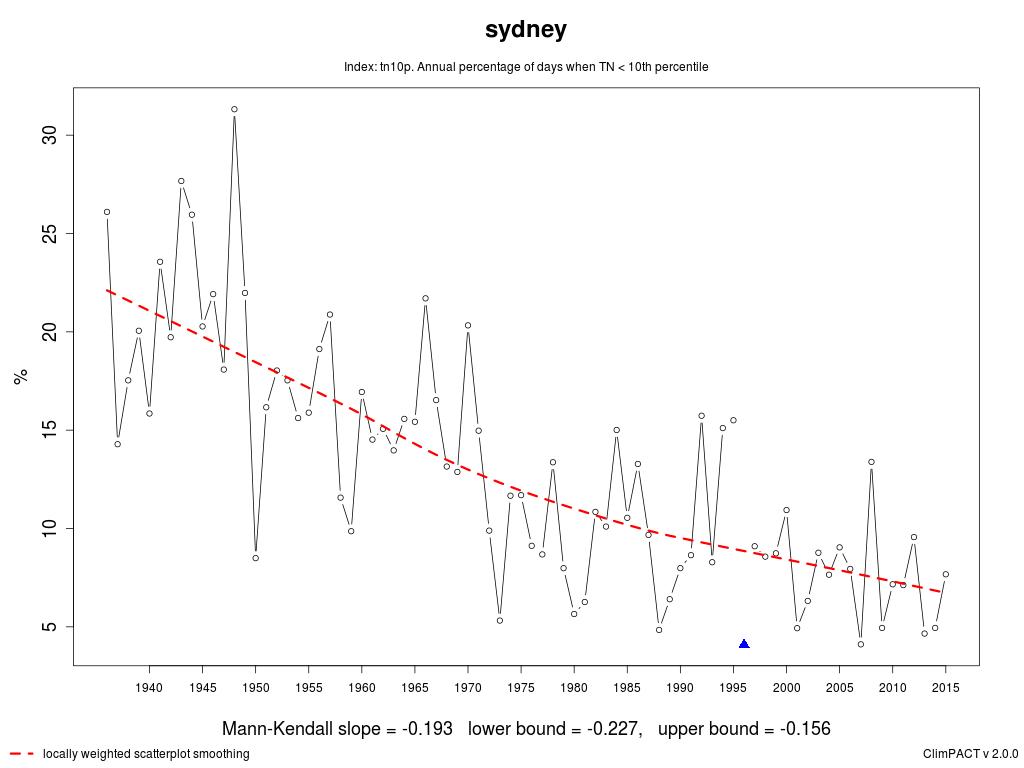 sydney
Index: tn10p. Annual percentage of days when TN < 10th percentile
30
25
20
15
10
5
%
1940 1945 1950 1955 1960 1965 1970 1975 1980 1985 1990 1995 2000 2005 2010 2015
Mann-Kendall slope = -0.193 lower bound = -0.227, upper bound = -0.156
locally weighted scatterplot smoothing
ClimPACT v 2.0.0